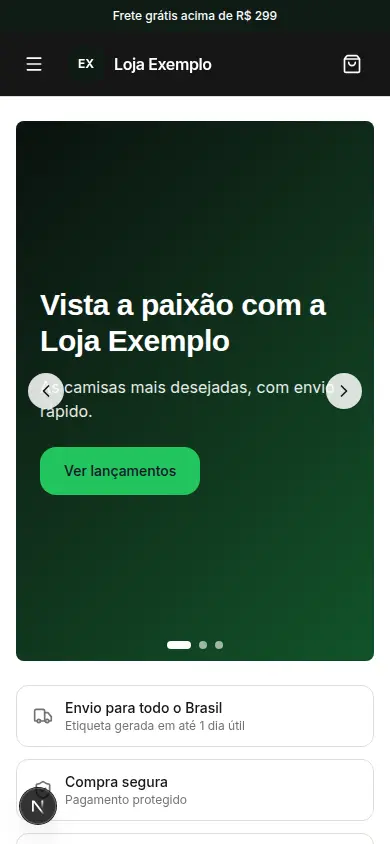 Frete grátis acima de R$ 299
EX Loja Exemplo
Vista a paixão com a
Loja Exemplo
As camisas mais desejadas, com envio
rápido.
Ver lançamentos
Envio para todo o Brasil
Etiqueta gerada em até 1 dia útil
Compra segura
Pagamento protegido
N